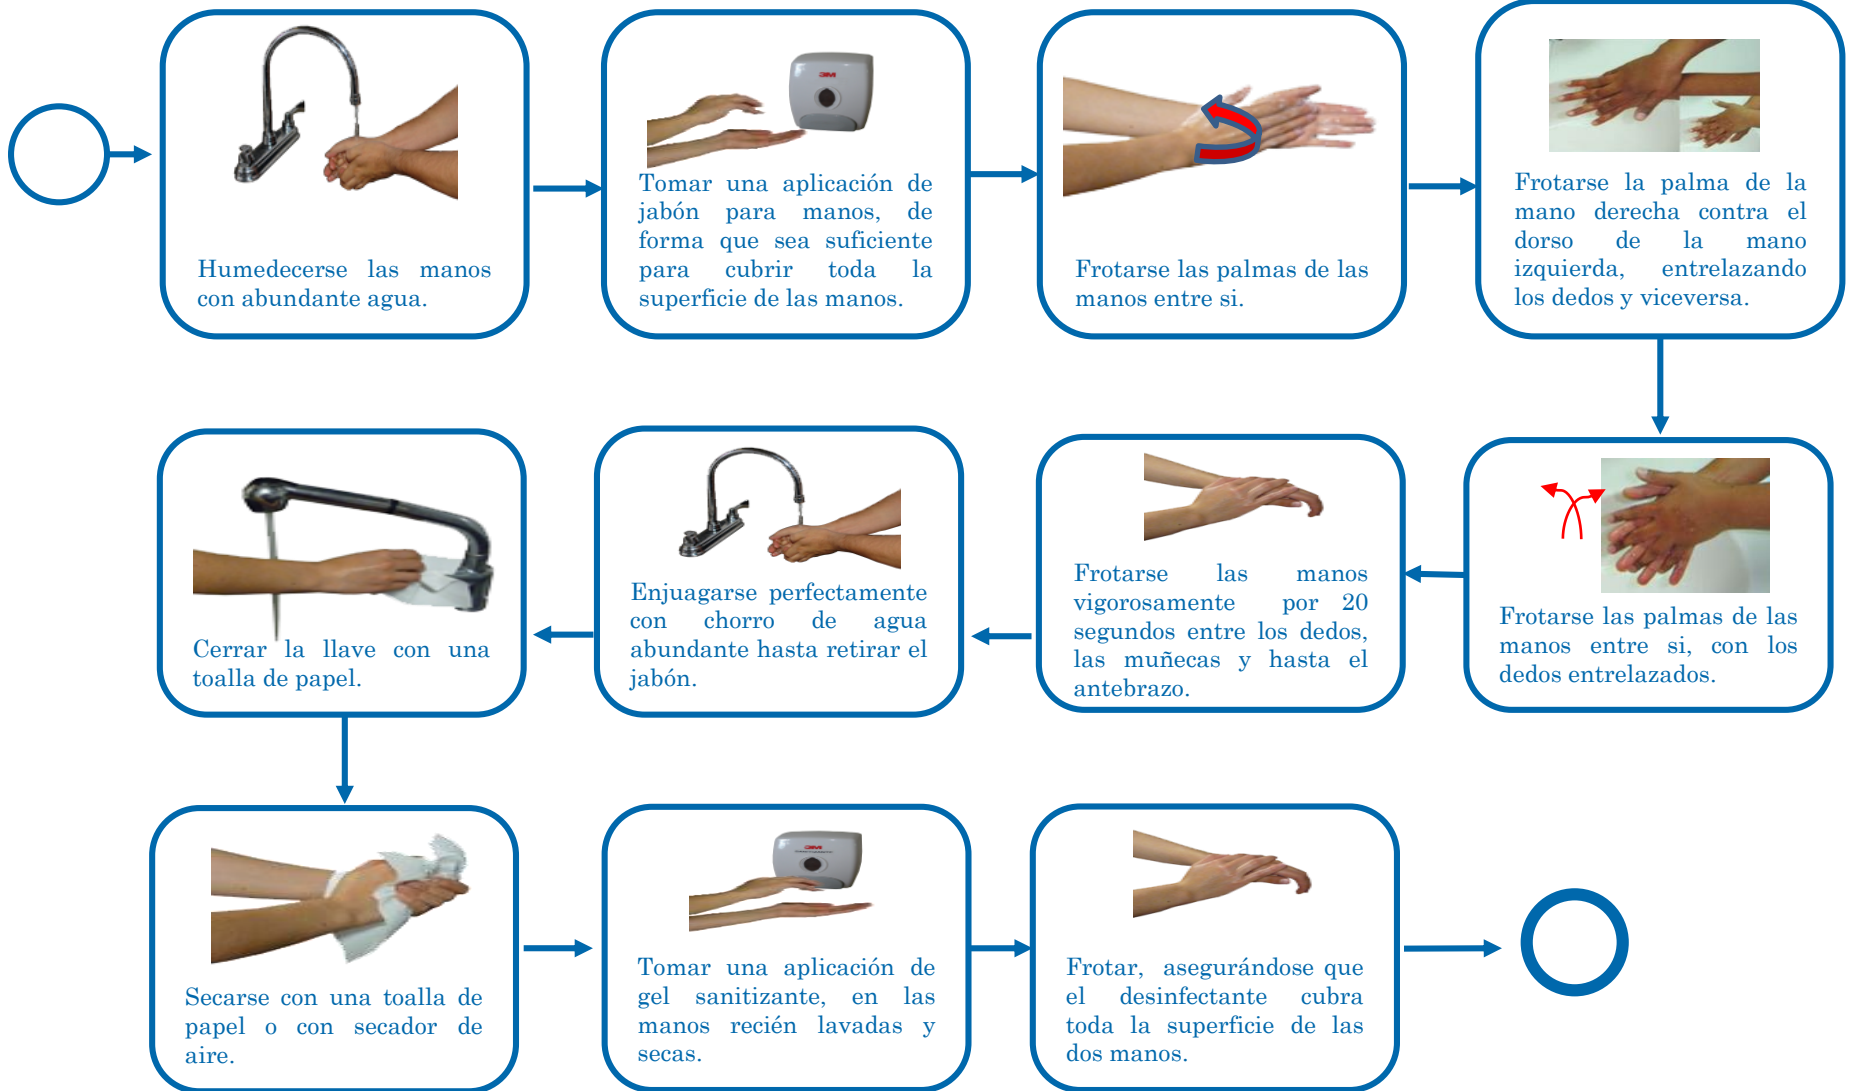 Humedecerse las manos
con abundante agua.
3M
Tomar una aplicación de
jabón para manos, de
forma que sea suficiente
para cubrir toda la
superficie de las manos.
Frotarse las palmas de las
manos entre si.
Frotarse la palma de la
mano derecha contra el
dorso de la mano
izquierda, entrelazando
los dedos y viceversa.
Frotarse las palmas de las
manos entre si, con los
dedos entrelazados.
Frotarse las manos
vigorosamente por 20
segundos entre los dedos,
las muñecas y hasta el
antebrazo.
Enjuagarse perfectamente
con chorro de agua
abundante hasta retirar el
jabón.
Cerrar la llave con una
toalla de papel.
Secarse con una toalla de
papel o con secador de
aire.
3M
Tomar una aplicación de
gel sanitizante, en las
manos recién lavadas y
secas.
Frotar, asegurándose que
el desinfectante cubra
toda la superficie de las
dos manos.